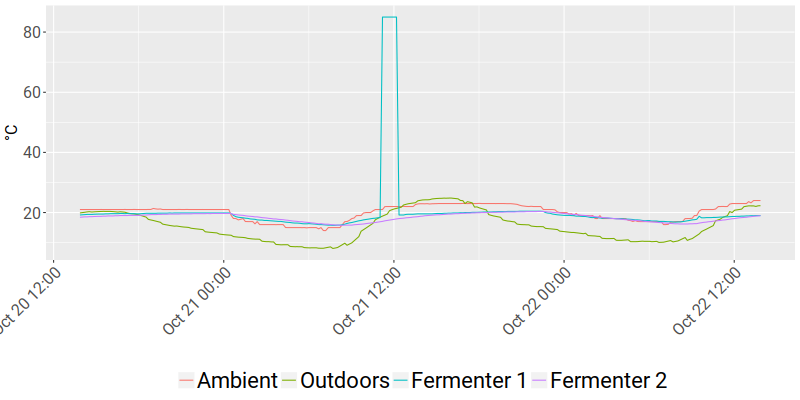 80
60
°C
40
20
Oct 20 12:00
Oct 21 00:00
Oct 21 12:00
Oct 22 00:00
Oct 22 12:00
Ambient Outdoors Fermenter 1 Fermenter 2